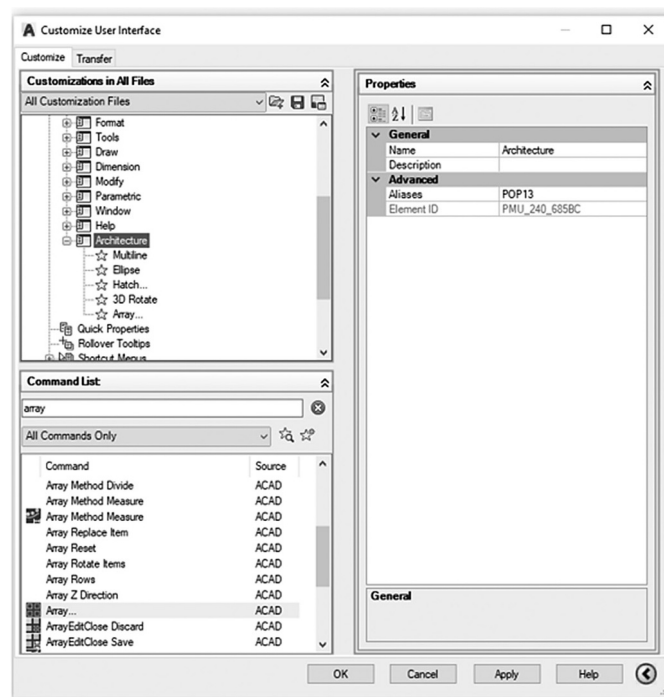 A Customize User Interface
Customize Transfer
Customizations in All Files
All Customization Files
Format
Tools
Draw
Dimension
Modify
Parametric
Window
Help
Architecture
Multiline
Ellipse
Hatch...
3D Rotate
Array...
Quick Properties
Rollover Tooltips
Shortcut Menus
Command List:
array
All Commands Only
Command Source
Array Method Divide ACAD
Array Method Measure ACAD
Array Method Measure ACAD
Array Replace Item ACAD
Array Reset ACAD
Array Rotate Items ACAD
Array Rows ACAD
Array Z Direction ACAD
Array... ACAD
ArrayEditClose Discard ACAD
ArrayEditClose Save ACAD
Properties
General
Name Architecture
Description
Advanced
Aliases POP13
Element ID PMU_240_685BC
General
OK Cancel Apply Help